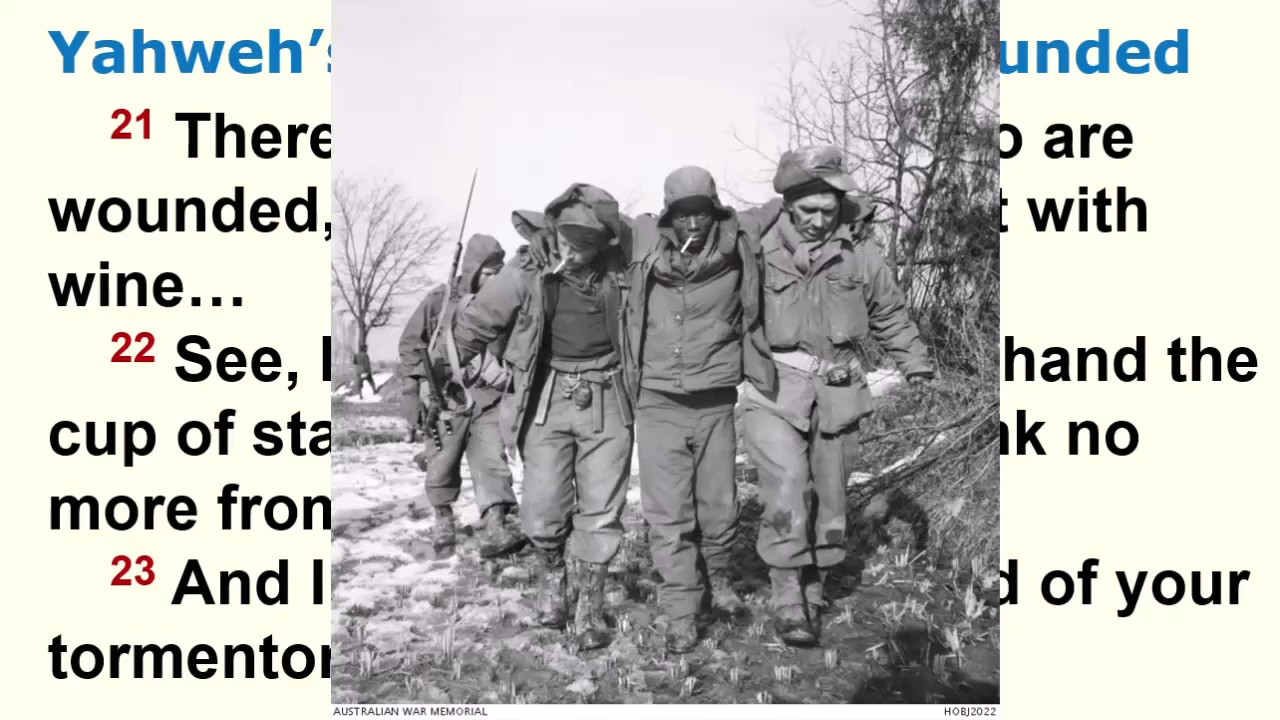 Yahweh’s unded
21 There o are
wounded, t with
wine…
22 See, hand the
cup of sta nk no
more from
23 And I d of your
tormentor
AUSTRALIAN WAR MEMORIAL HOBJ2022